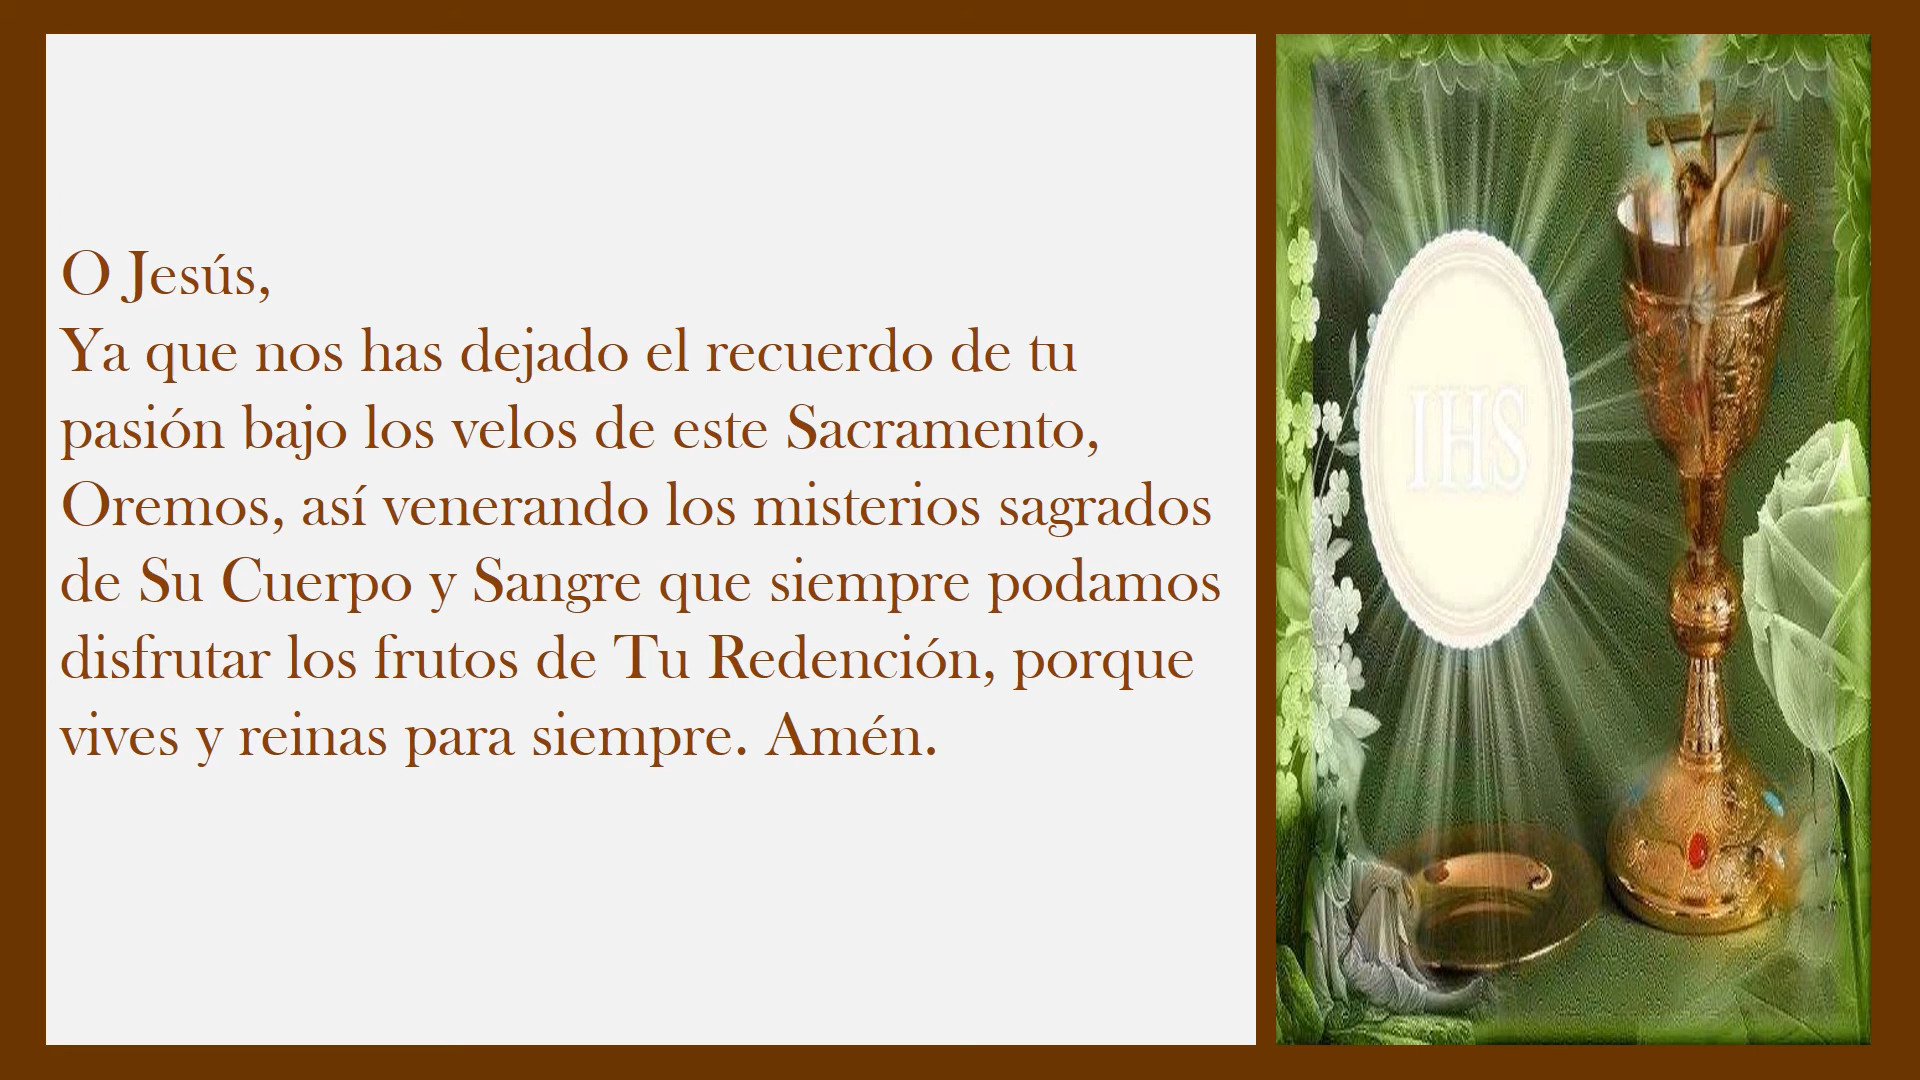 O Jesús,
Ya que nos has dejado el recuerdo de tu
pasión bajo los velos de este Sacramento,
Oremos, así venerando los misterios sagrados
de Su Cuerpo y Sangre que siempre podamos
disfrutar los frutos de Tu Redención, porque
vives y reinas para siempre. Amén.
IHS